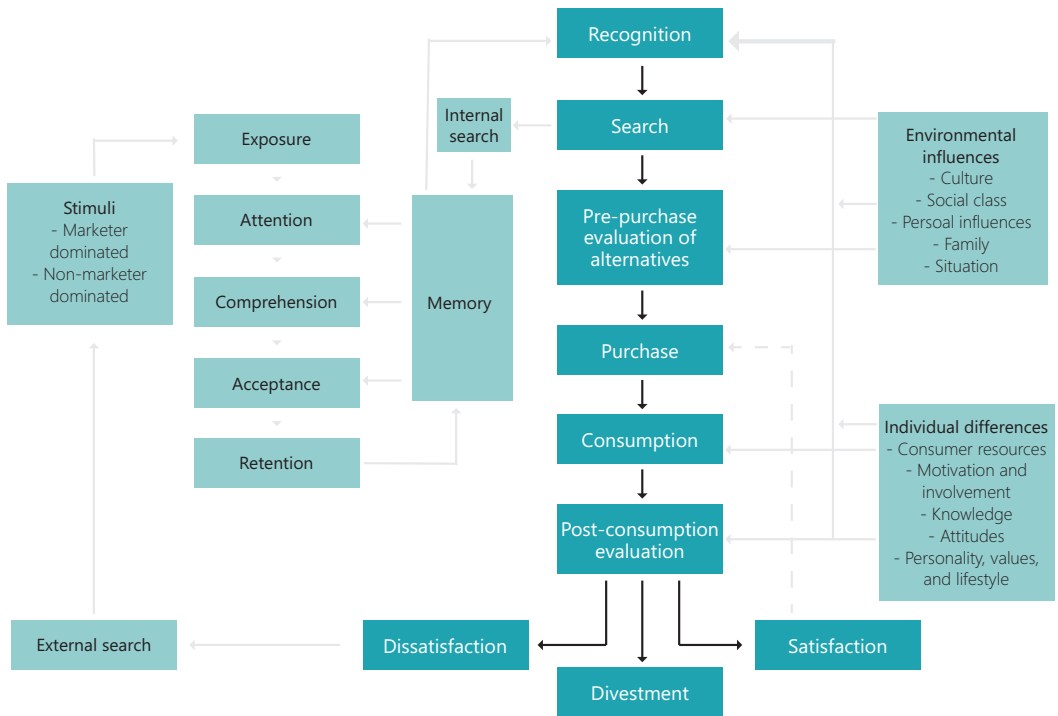 Recognition
Internal
search
Search
Exposure
Environmental
influences
- Culture
- Social class
- Persoal influences
- Family
- Situation
Stimuli
- Marketer
dominated
- Non-marketer
dominated
Attention
Pre-purchase
evaluation of
alternatives
Comprehension
Memory
Purchase
Acceptance
Consumption
Individual differences
- Consumer resources
- Motivation and
involvement
- Knowledge
- Attitudes
- Personality, values,
and lifestyle
Retention
Post-consumption
evaluation
External search
Dissatisfaction
Satisfaction
Divestment